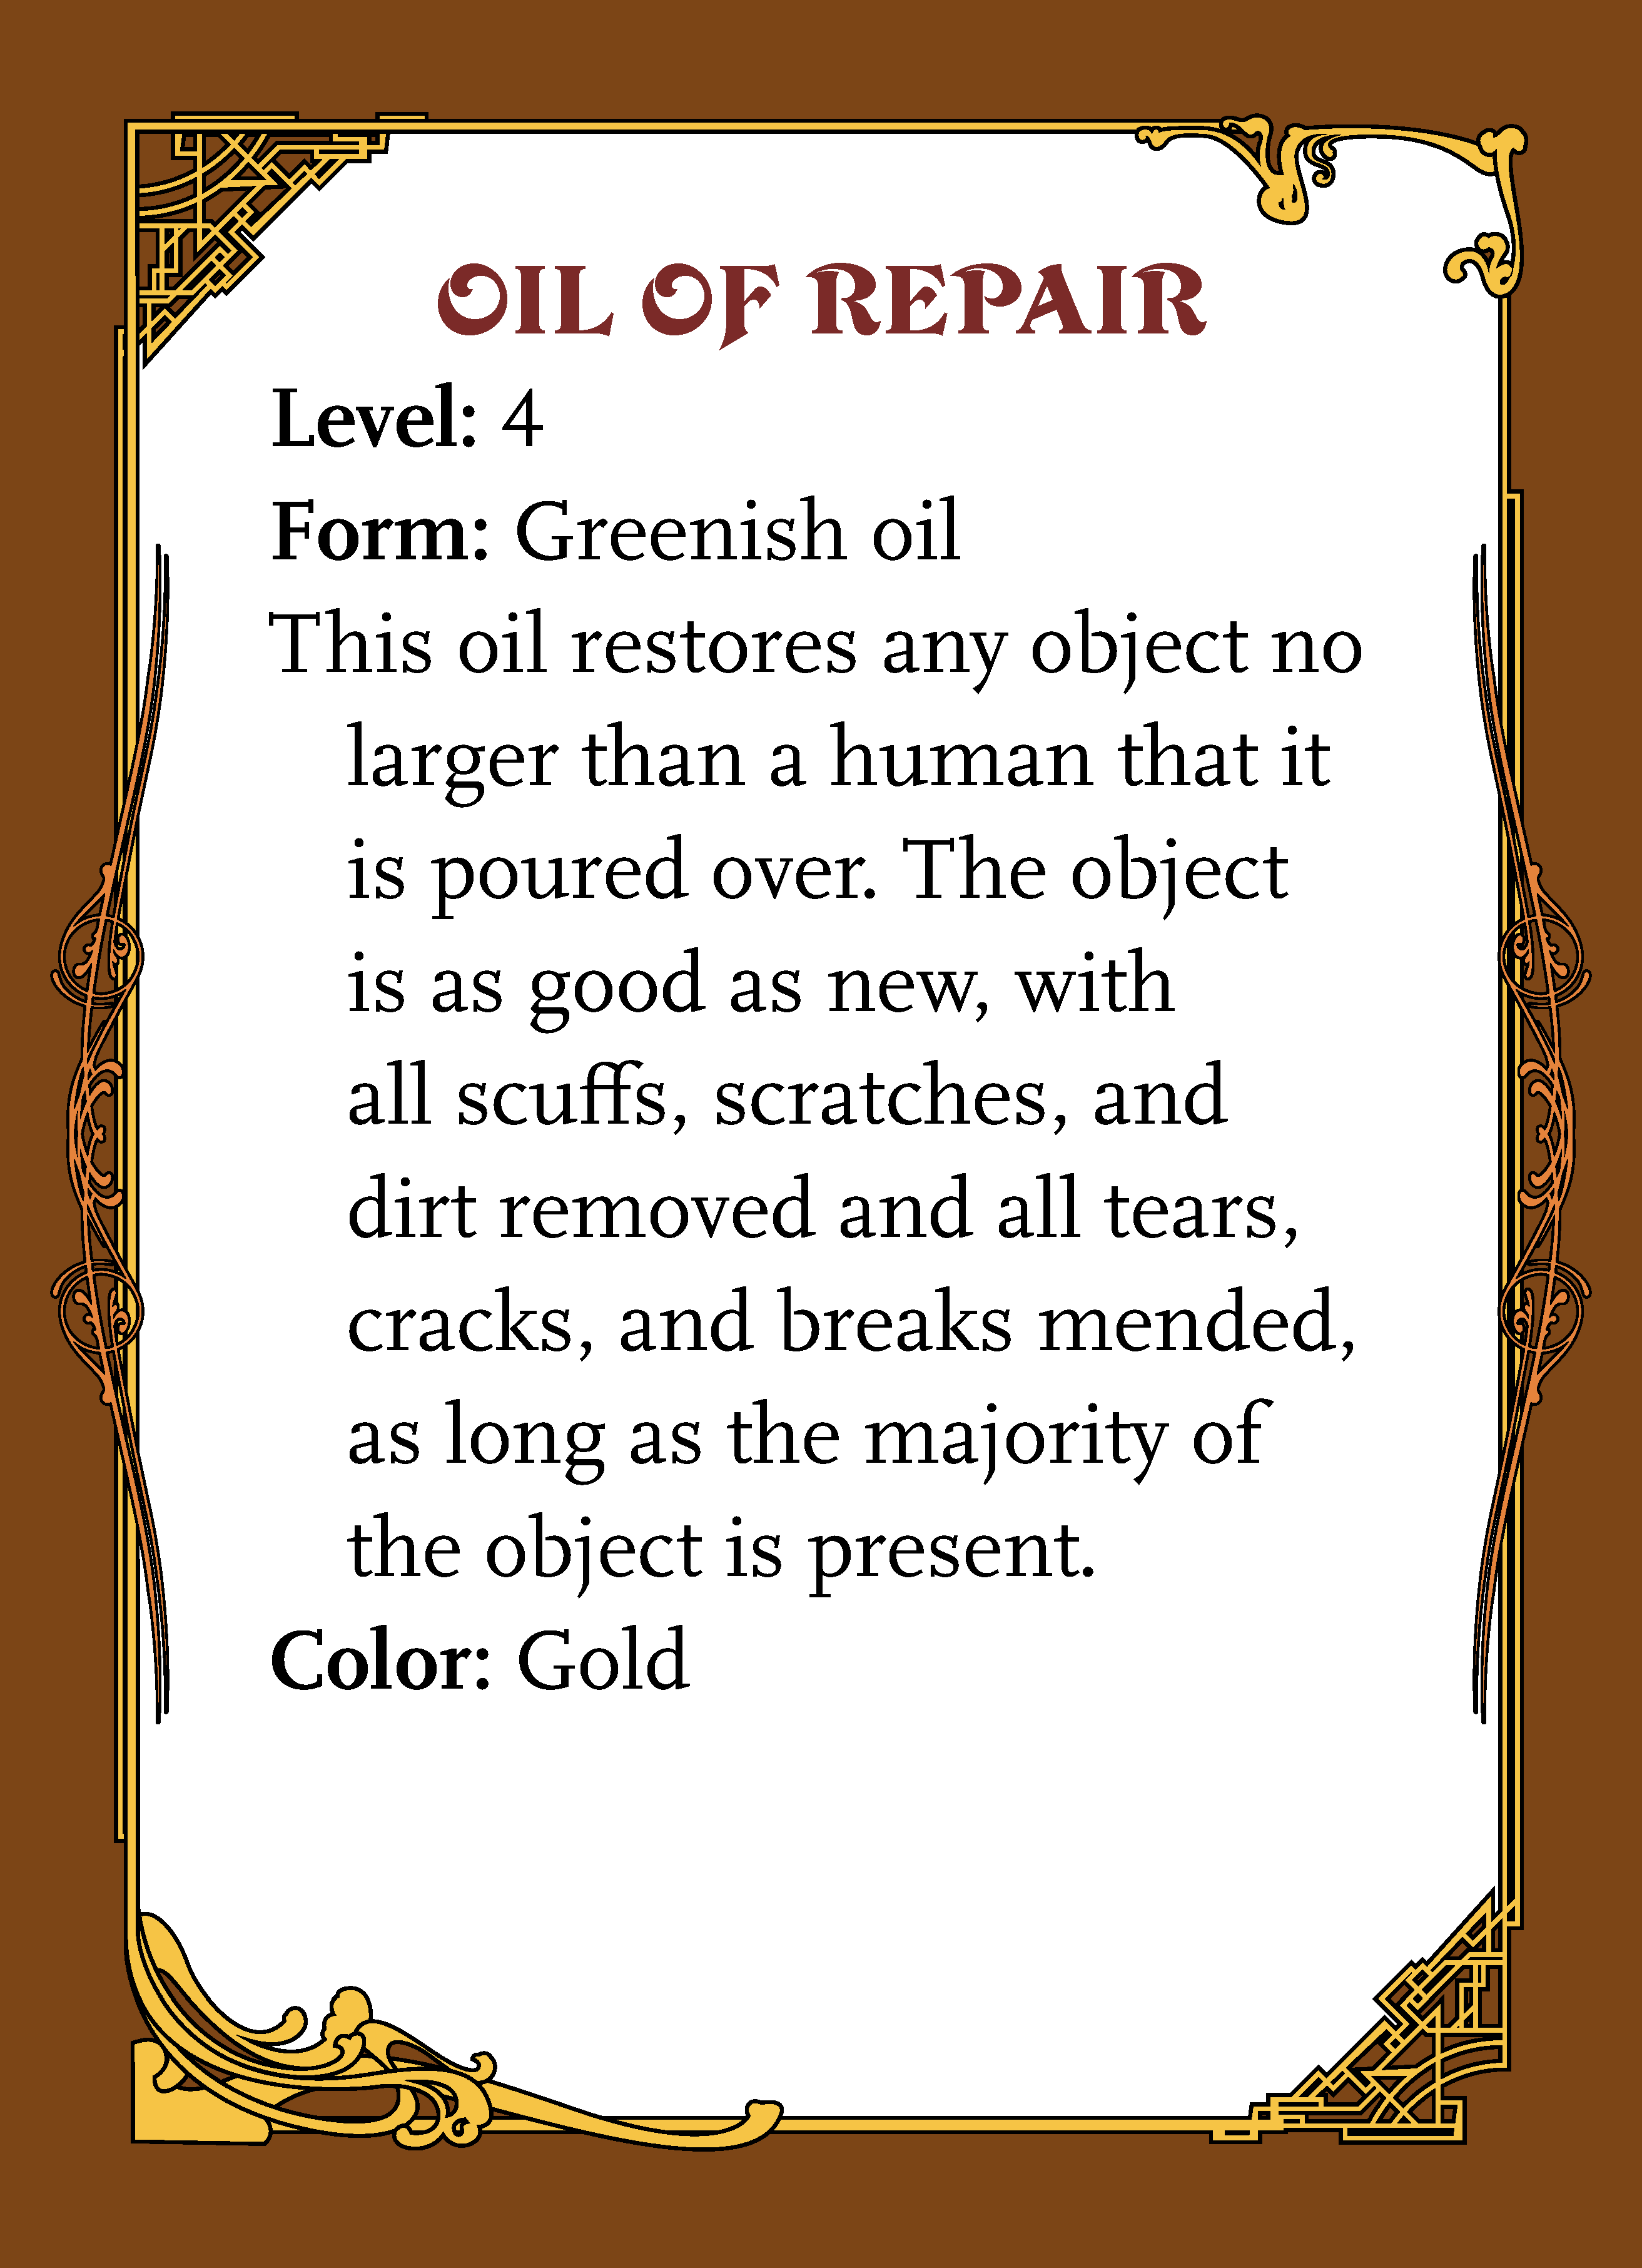 OIL OF REPAIR
Level: 4
Form: Greenish oil
This oil restores any object no
larger than a human that it
is poured over. The object
is as good as new, with
all scuffs, scratches, and
dirt removed and all tears,
cracks, and breaks mended,
as long as the majority of
the object is present.
Color: Gold